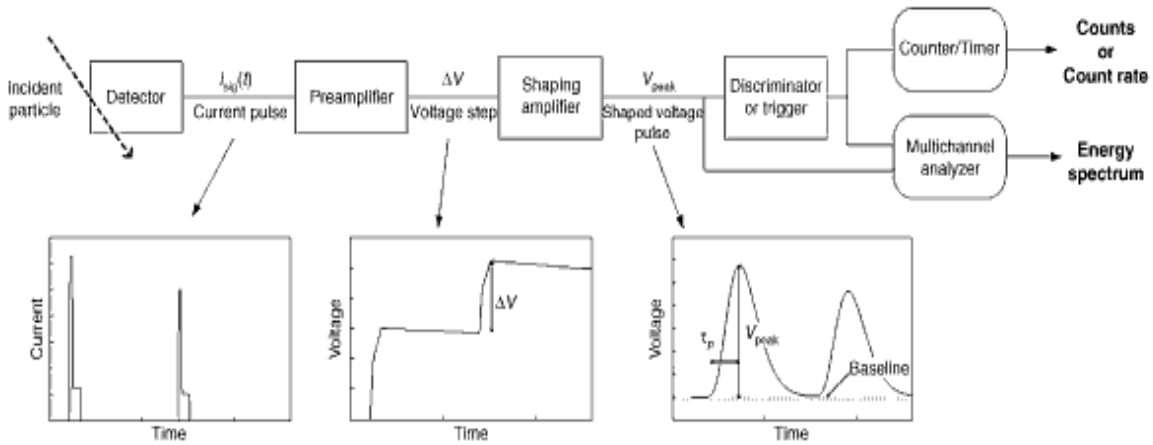 Incident
particle
Detector
i_sig(t)
Current pulse
Preamplifier
ΔV
Voltage step
Shaping
amplifier
V_peak
Shaped voltage
pulse
Discriminator
or trigger
Counter/Timer
Counts
or
Count rate
Multichannel
analyzer
Energy
spectrum
Current
Time
Voltage
ΔV
Time
Voltage
τ_p
V_peak
Baseline
Time